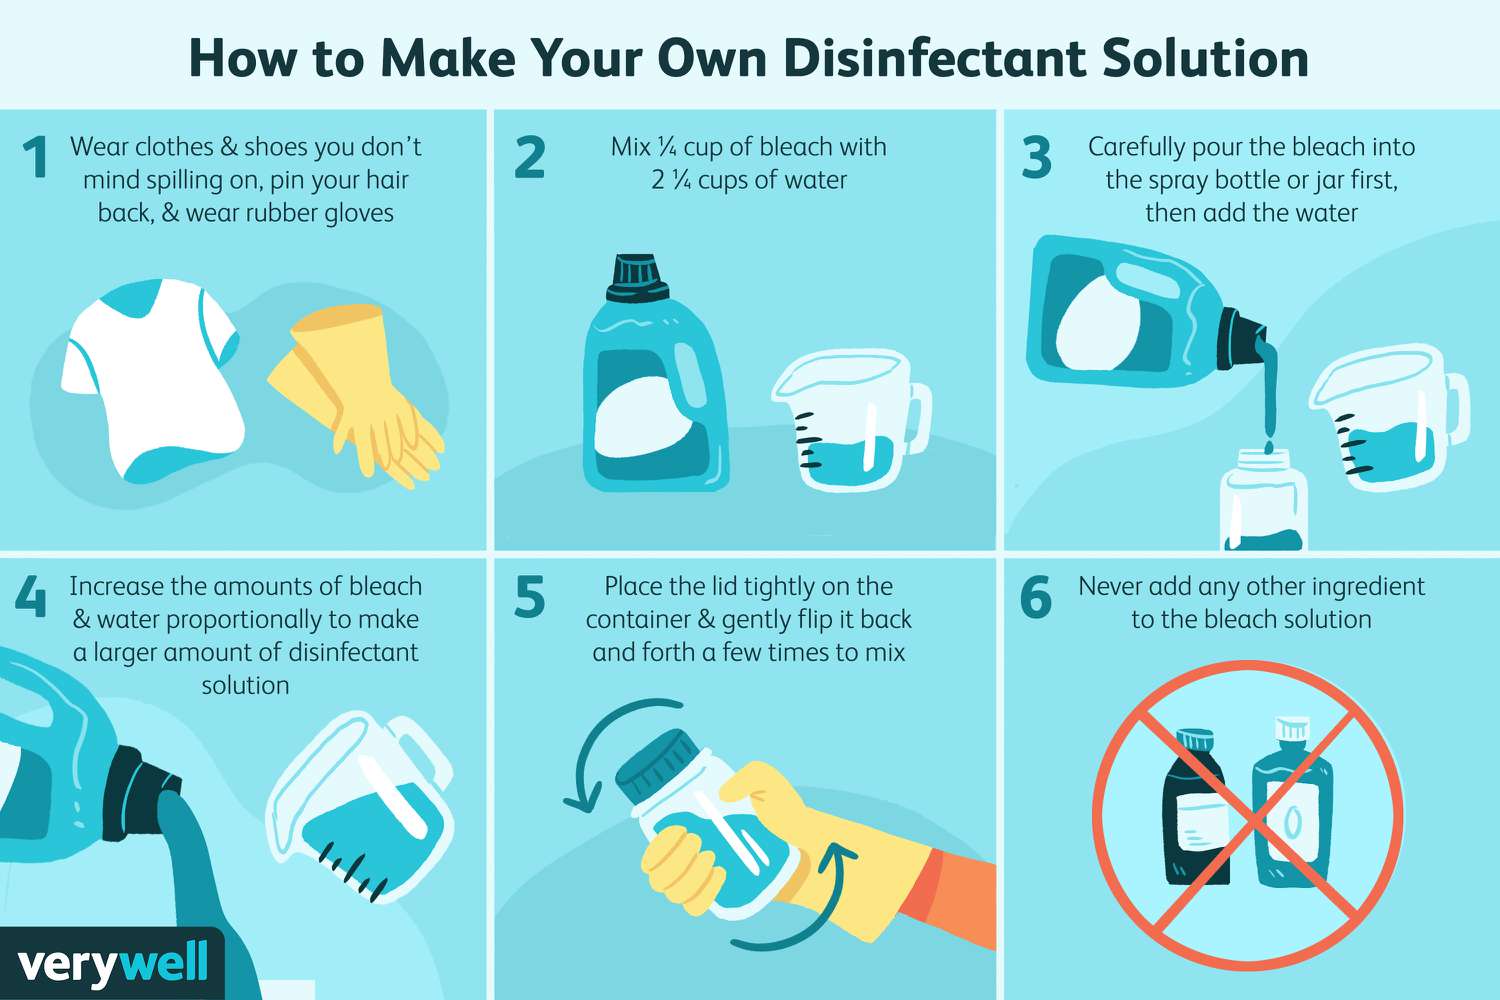 How to Make Your Own Disinfectant Solution
1
Wear clothes & shoes you don't
mind spilling on, pin your hair
back, & wear rubber gloves
2
Mix ¼ cup of bleach with
2 ¼ cups of water
3
Carefully pour the bleach into
the spray bottle or jar first,
then add the water
4
Increase the amounts of bleach
& water proportionally to make
a larger amount of disinfectant
solution
5
Place the lid tightly on the
container & gently flip it back
and forth a few times to mix
6
Never add any other ingredient
to the bleach solution
verywell